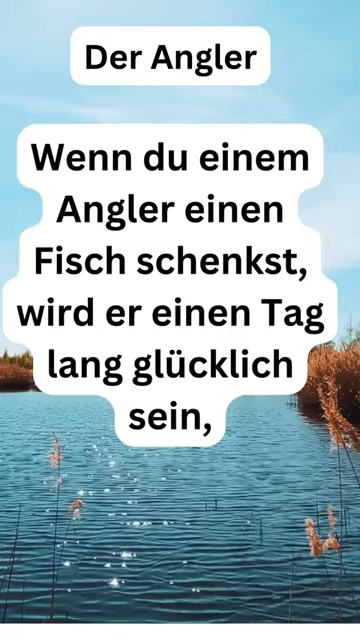 Der Angler
Wenn du einem
Angler einen
Fisch schenkst,
wird er einen Tag
lang glücklich
sein,